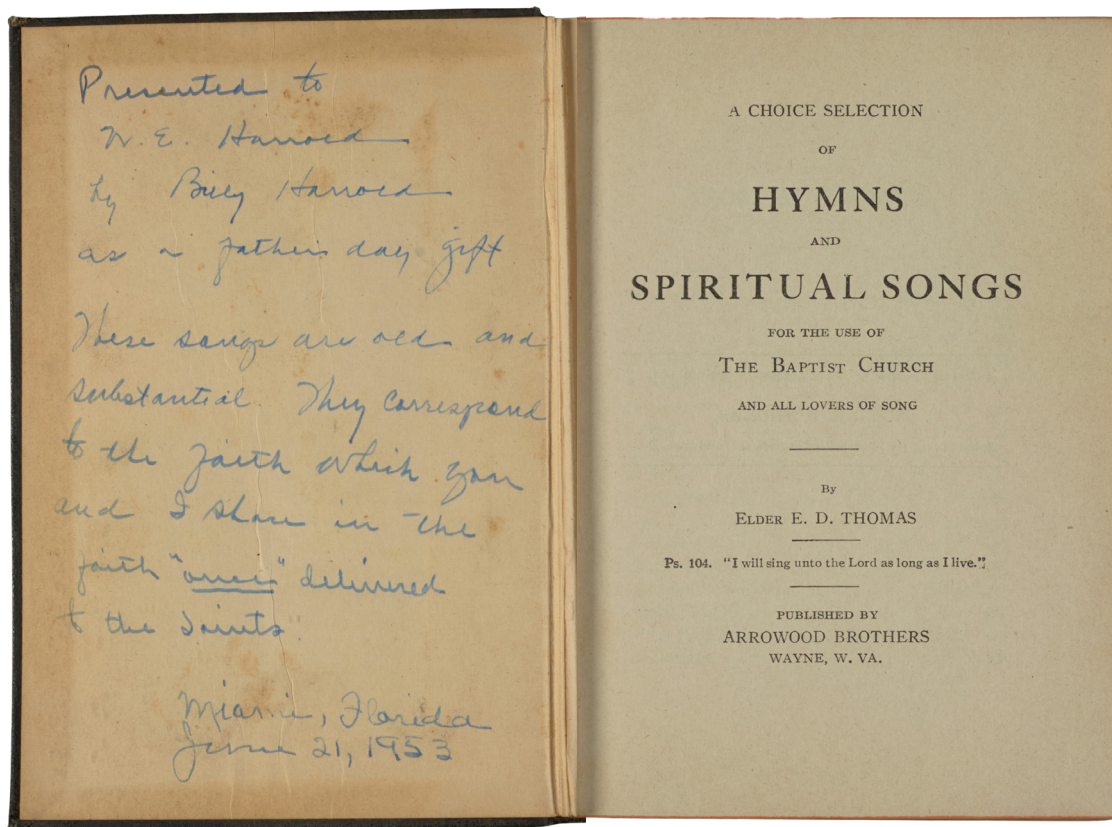 Presented to
W. E. Harrold
by Billy Harrold
as a fathers day gift
These songs are old and
substantial. They correspond
to the faith which you
and I share in the
faith "once" delivered
to the Saints.
Miami, Florida
June 21, 1953
A CHOICE SELECTION
OF
HYMNS
AND
SPIRITUAL SONGS
FOR THE USE OF
THE BAPTIST CHURCH
AND ALL LOVERS OF SONG
By
ELDER E. D. THOMAS
Ps. 104. "I will sing unto the Lord as long as I live."
PUBLISHED BY
ARROWOOD BROTHERS
WAYNE, W. VA.